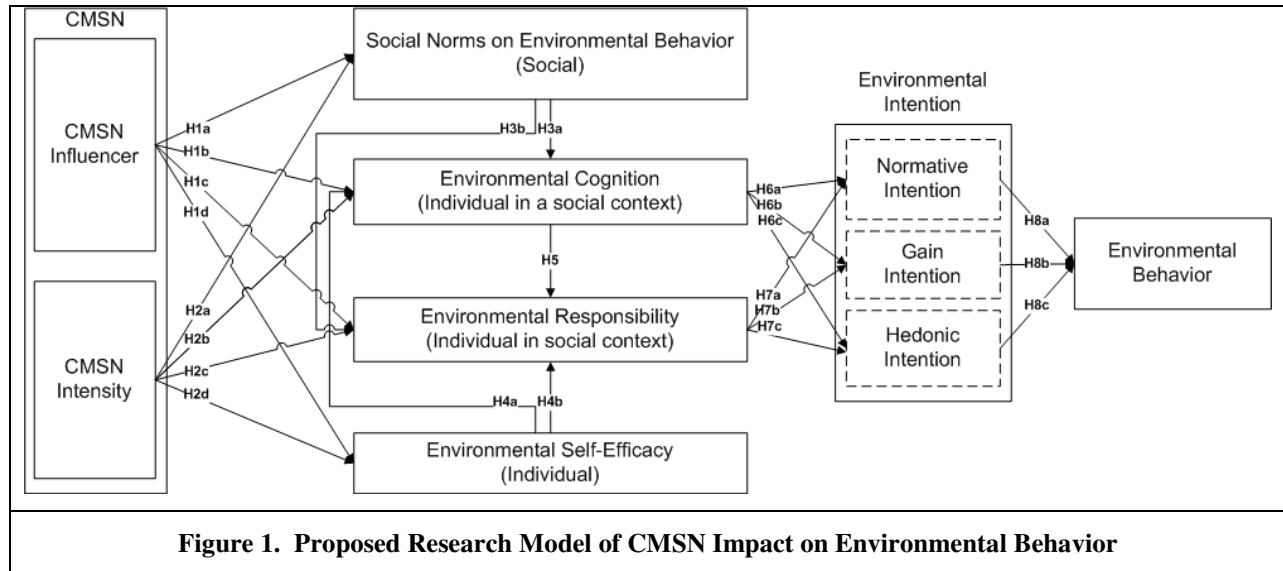 CMSN
CMSN
Influencer
CMSN
Intensity
H1a
H1b
H1c
H1d
H2a
H2b
H2c
H2d
Social Norms on Environmental Behavior
(Social)
H3b
H3a
Environmental Cognition
(Individual in a social context)
H5
Environmental Responsibility
(Individual in social context)
H4a
H4b
Environmental Self-Efficacy
(Individual)
H6a
H6b
H6c
H7a
H7b
H7c
Environmental
Intention
Normative
Intention
Gain
Intention
Hedonic
Intention
H8a
H8b
H8c
Environmental
Behavior
Figure 1. Proposed Research Model of CMSN Impact on Environmental Behavior